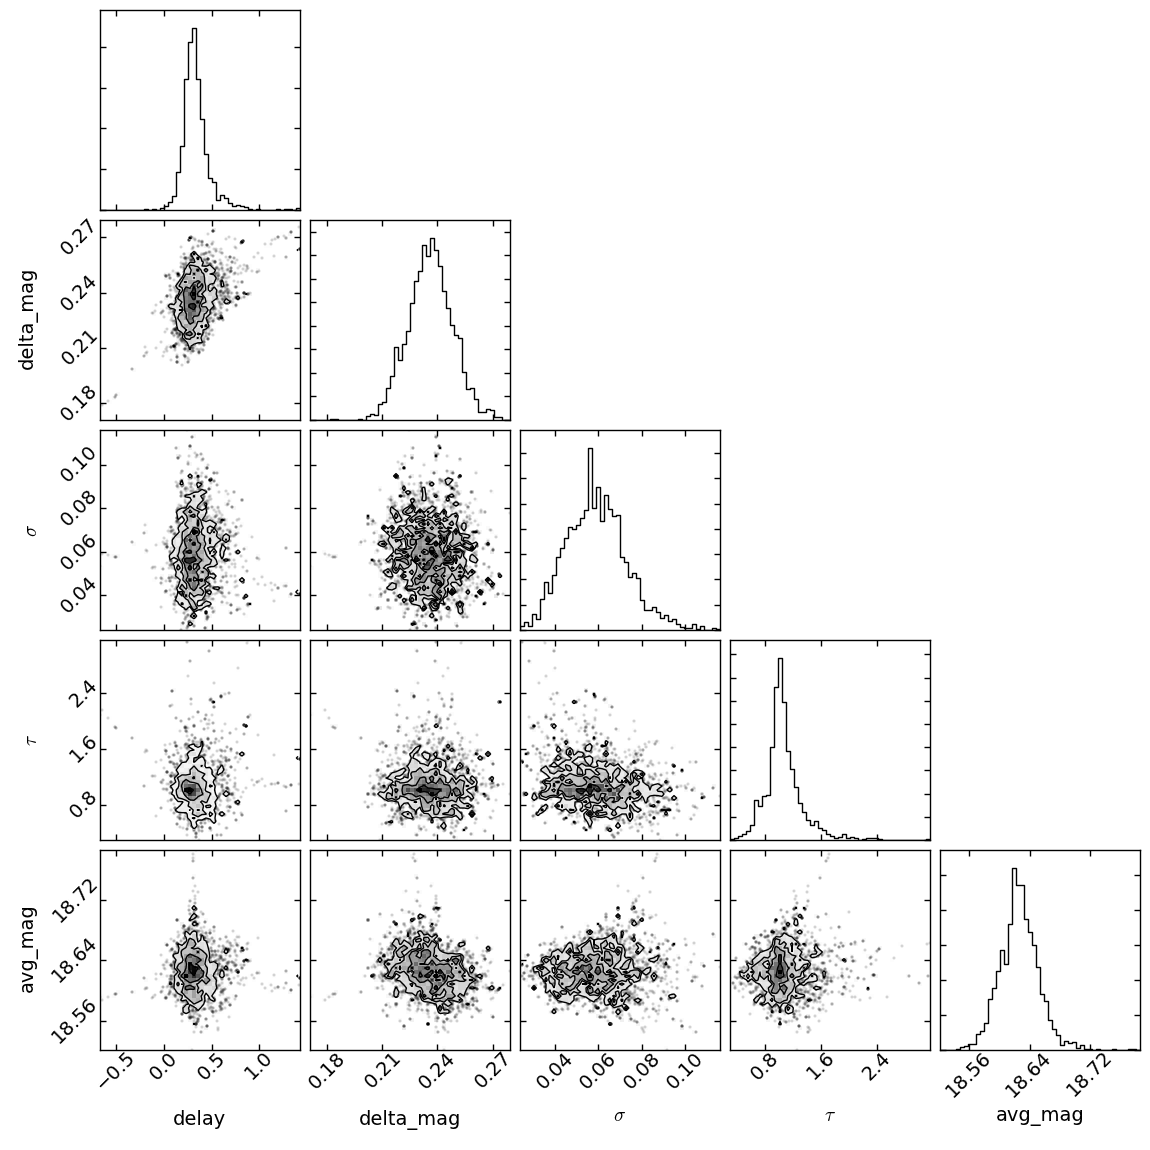 0.27
0.24
0.21
0.18
delta_mag
0.10
0.08
0.06
0.04
σ
2.4
1.6
0.8
τ
18.72
18.64
18.56
avg_mag
−0.5 0.0 0.5 1.0
0.18 0.21 0.24 0.27
0.04 0.06 0.08 0.10
0.8 1.6 2.4
18.56 18.64 18.72
delay delta_mag σ τ avg_mag